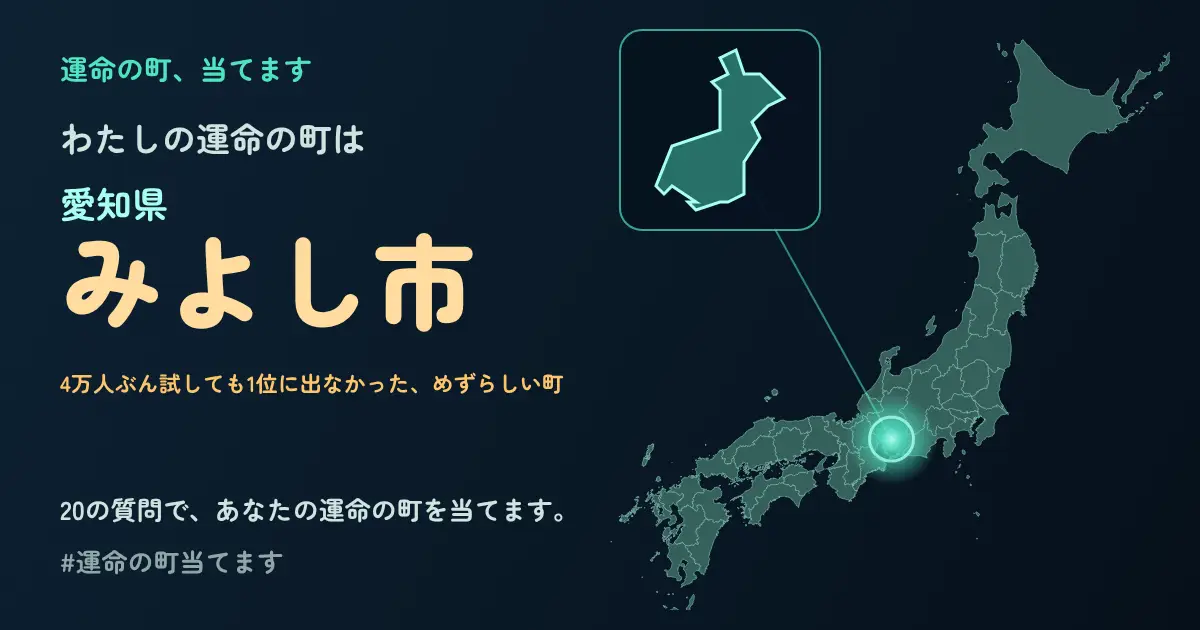 運命の町、当てます
わたしの運命の町は
愛知県
みよし市
4万人ぶん試しても1位に出なかった、めずらしい町
20の質問で、あなたの運命の町を当てます。
#運命の町当てます